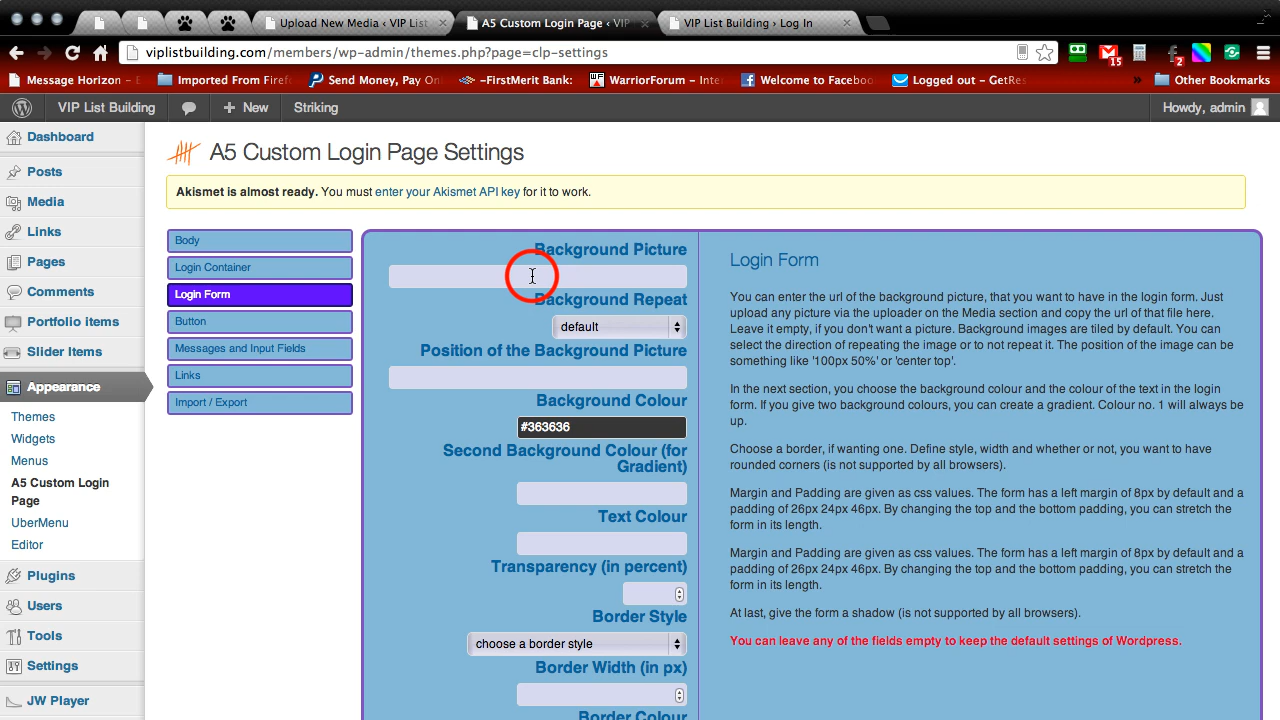 Upload New Media ‹ VIP List
A5 Custom Login Page ‹ VIP
VIP List Building › Log In
viplistbuilding.com/members/wp-admin/themes.php?page=clp-settings
Message Horizon -
Imported From Firef
Send Money, Pay On
–FirstMerit Bank:
WarriorForum - Inte
Welcome to Faceboo
Logged out – GetRes
»
Other Bookmarks
15
2
VIP List Building
+ New
Striking
Howdy, admin
Dashboard
Posts
Media
Links
Pages
Comments
Portfolio items
Slider Items
Appearance
Themes
Widgets
Menus
A5 Custom Login
Page
UberMenu
Editor
Plugins
Users
Tools
Settings
JW Player
A5 Custom Login Page Settings
Akismet is almost ready. You must enter your Akismet API key for it to work.
Body
Login Container
Login Form
Button
Messages and Input Fields
Links
Import / Export
Background Picture
Background Repeat
default
Position of the Background Picture
Background Colour
#363636
Second Background Colour (for
Gradient)
Text Colour
Transparency (in percent)
Border Style
choose a border style
Border Width (in px)
Border Colour
Login Form
You can enter the url of the background picture, that you want to have in the login form. Just
upload any picture via the uploader on the Media section and copy the url of that file here.
Leave it empty, if you don't want a picture. Background images are tiled by default. You can
select the direction of repeating the image or to not repeat it. The position of the image can be
something like '100px 50%' or 'center top'.
In the next section, you choose the background colour and the colour of the text in the login
form. If you give two background colours, you can create a gradient. Colour no. 1 will always be
up.
Choose a border, if wanting one. Define style, width and whether or not, you want to have
rounded corners (is not supported by all browsers).
Margin and Padding are given as css values. The form has a left margin of 8px by default and a
padding of 26px 24px 46px. By changing the top and the bottom padding, you can stretch the
form in its length.
Margin and Padding are given as css values. The form has a left margin of 8px by default and a
padding of 26px 24px 46px. By changing the top and the bottom padding, you can stretch the
form in its length.
At last, give the form a shadow (is not supported by all browsers).
You can leave any of the fields empty to keep the default settings of Wordpress.